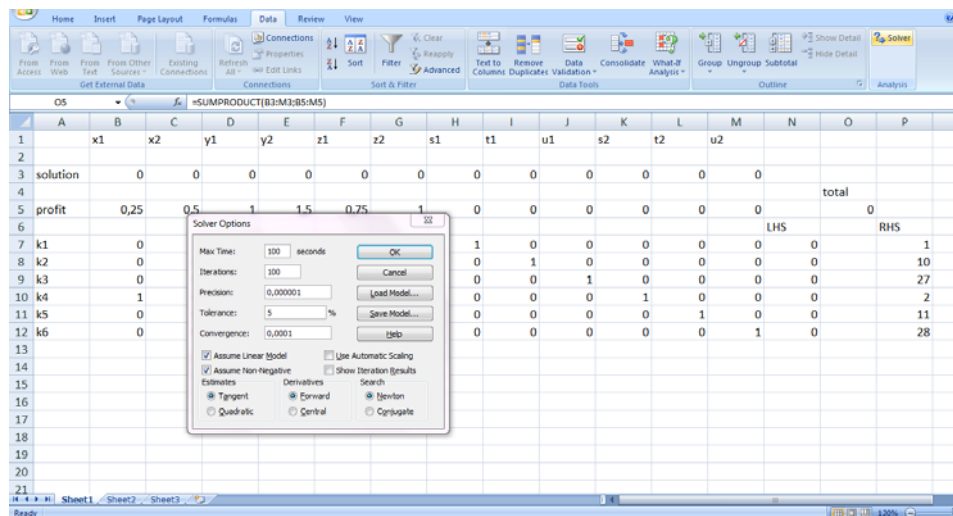 Home Insert Page Layout Formulas Data Review View
From Access From Web From Text From Other Sources Existing Connections
Refresh All Connections Properties Edit Links
Sort Filter Clear Reapply Advanced
Text to Columns Remove Duplicates Data Validation Consolidate What-If Analysis
Group Ungroup Subtotal Show Detail Hide Detail
Solver
Get External Data Connections Sort & Filter Data Tools Outline Analysis
O5 fx =SUMPRODUCT(B3:M3;B5:M5)
A B C D E F G H I J K L M N O P
1 x1 x2 y1 y2 z1 z2 s1 t1 u1 s2 t2 u2
2
3 solution 0 0 0 0 0 0 0 0 0 0 0 0
4 total
5 profit 0,25 0,5 1 1,5 0,75 1 0 0 0 0 0 0 0
6 LHS RHS
7 k1 0 1 0 0 0 0 0 0 1
8 k2 0 0 1 0 0 0 0 0 10
9 k3 0 0 0 1 0 0 0 0 27
10 k4 1 0 0 0 1 0 0 0 2
11 k5 0 0 0 0 0 1 0 0 11
12 k6 0 0 0 0 0 0 1 0 28
13
14
15
16
17
18
19
20
21
Solver Options
Max Time: 100 seconds OK
Iterations: 100 Cancel
Precision: 0,000001 Load Model...
Tolerance: 5 % Save Model...
Convergence: 0,0001 Help
Assume Linear Model Use Automatic Scaling
Assume Non-Negative Show Iteration Results
Estimates Derivatives Search
Tangent Forward Newton
Quadratic Central Conjugate
Sheet1 Sheet2 Sheet3
Ready 120%